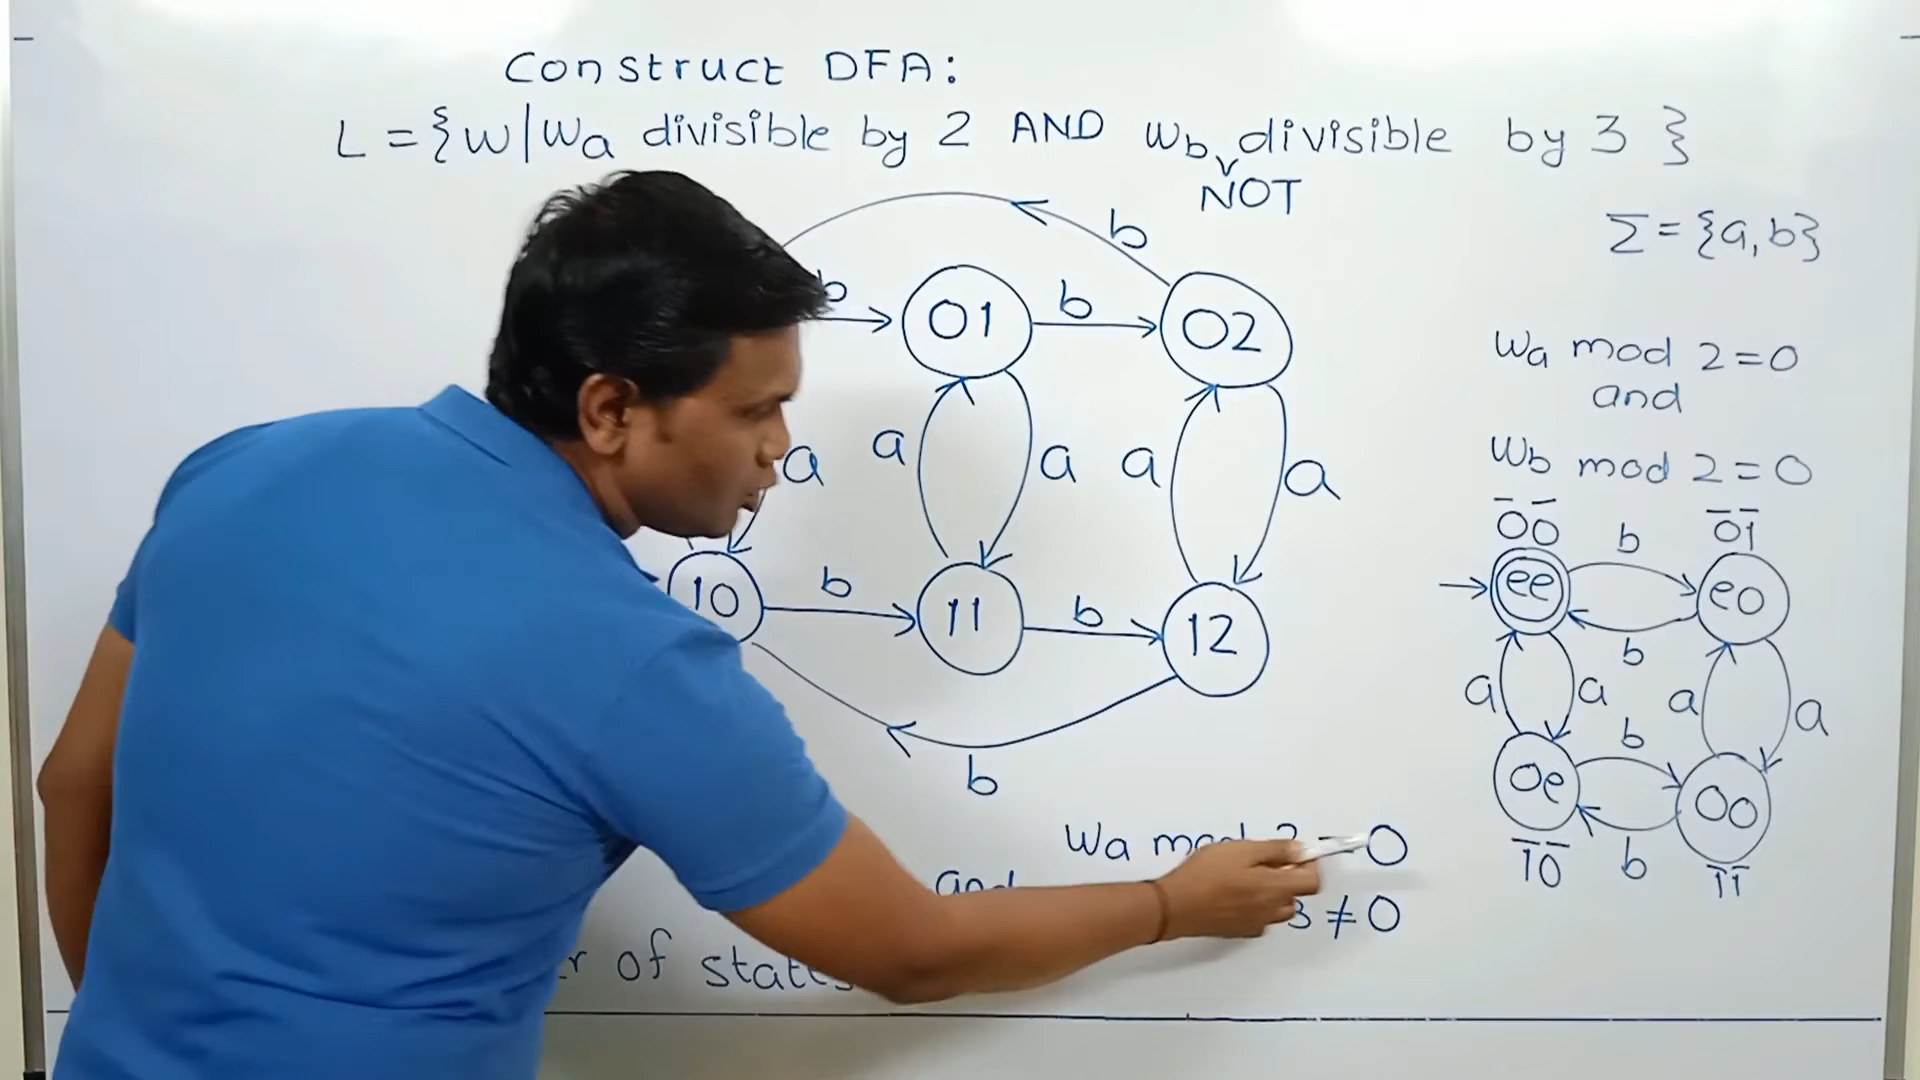 Construct DFA:
L = {w | wa divisible by 2 AND wb divisible by 3 }
NOT
Σ = {a, b}
b
b
b
01
02
wa mod 2 = 0
and
wb mod 2 = 0
a
a
a
a
a
00
01
b
ee
eo
b
10
b
11
b
12
a
a
a
a
b
oe
oo
b
10
11
b
wa mod = 0
and
3 ≠ 0
of states